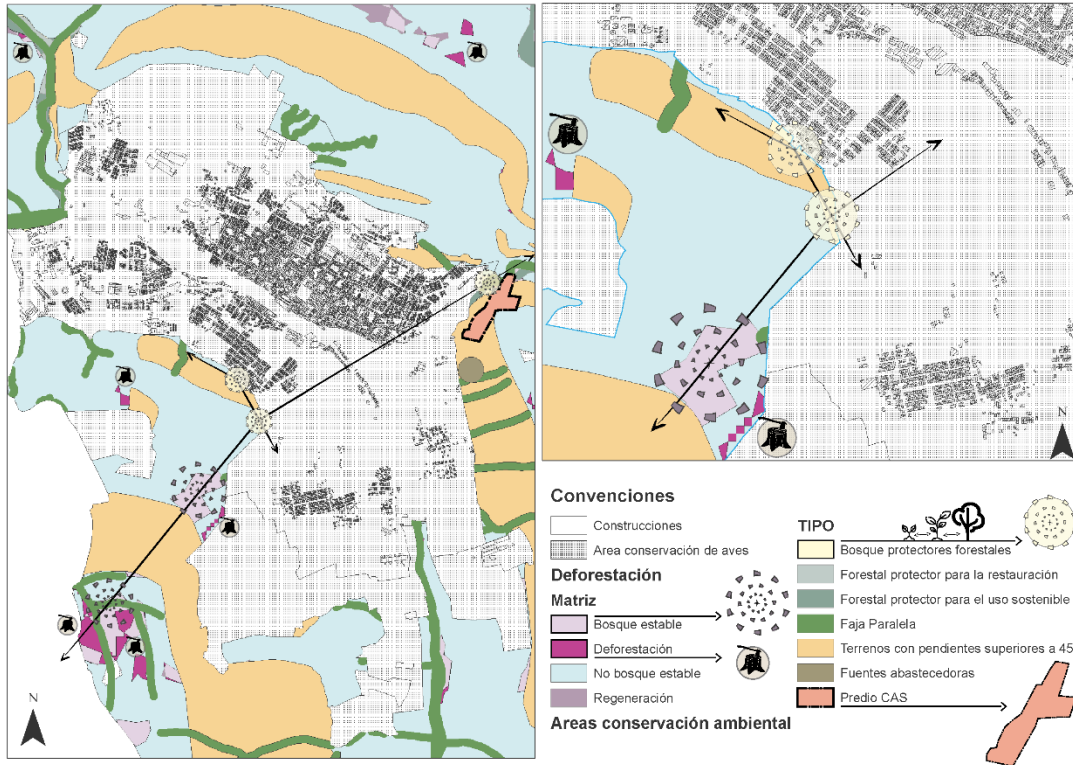 N
N
Convenciones
Construcciones
Area conservación de aves
Deforestación
Matriz
Bosque estable
Deforestación
No bosque estable
Regeneración
Areas conservación ambiental
TIPO
Bosque protectores forestales
Forestal protector para la restauración
Forestal protector para el uso sostenible
Faja Paralela
Terrenos con pendientes superiores a 45
Fuentes abastecedoras
Predio CAS